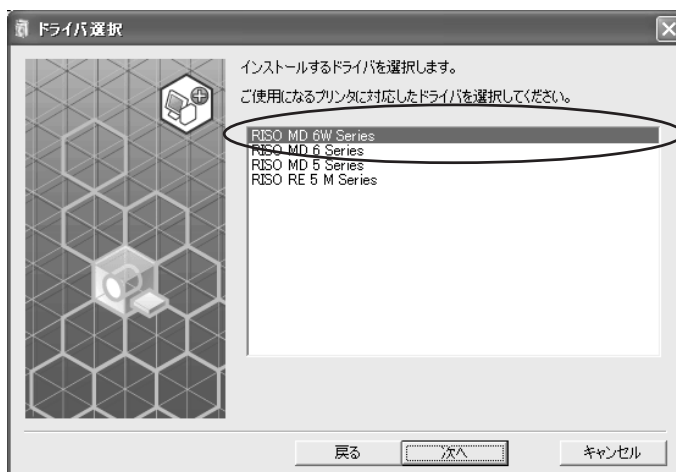 ドライバ選択
インストールするドライバを選択します。
ご使用になるプリンタに対応したドライバを選択してください。
RISO MD 6W Series
RISO MD 6 Series
RISO MD 5 Series
RISO RE 5 M Series
戻る
次へ
キャンセル